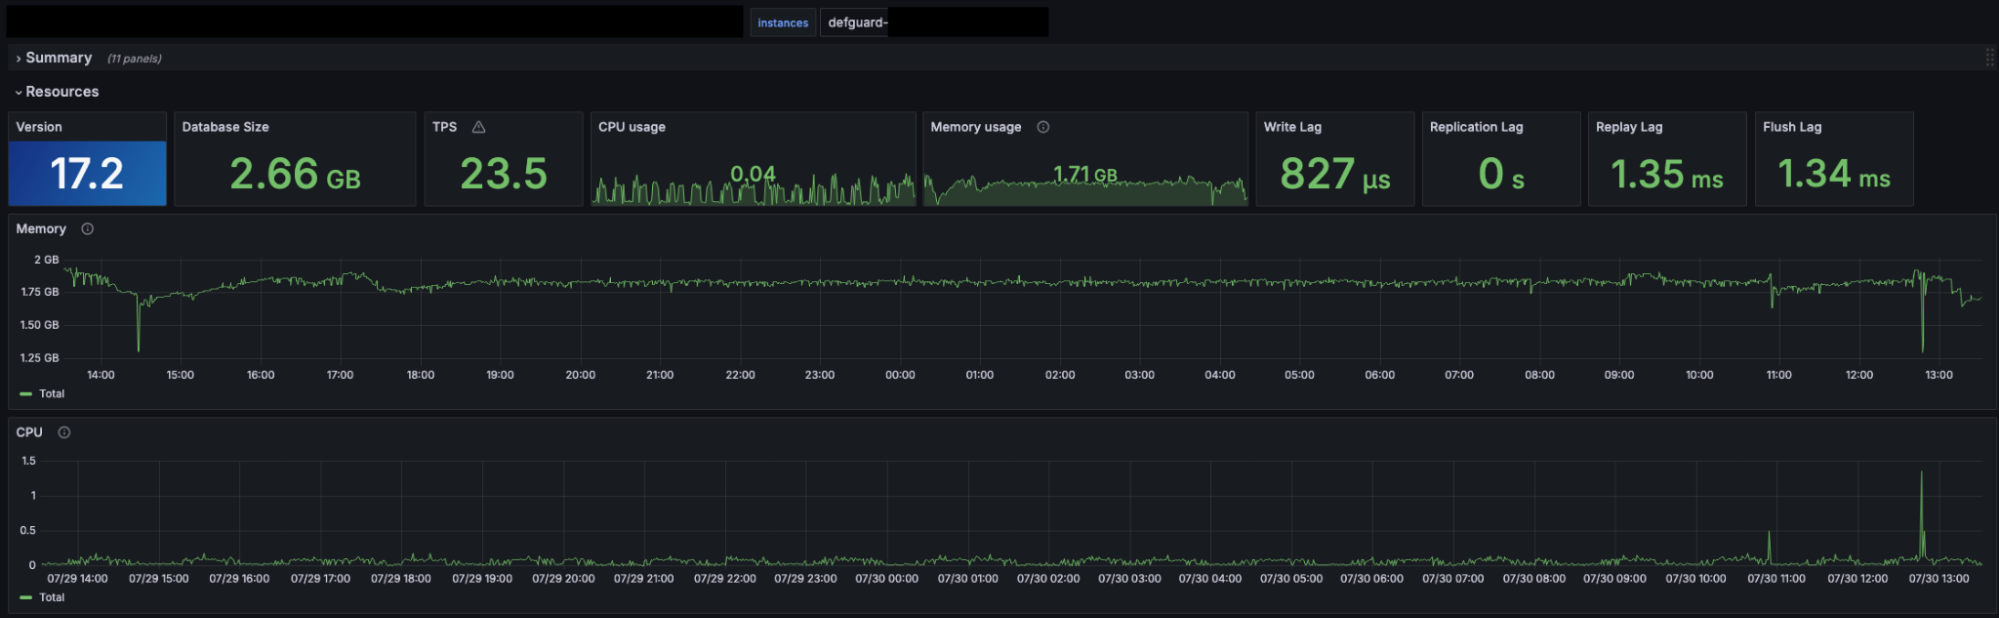 instances defguard-
Summary (11 panels)
Resources
Version Database Size TPS CPU usage Memory usage Write Lag Replication Lag Replay Lag Flush Lag
17.2 2.66 GB 23.5 0.04 1.71 GB 827 µs 0 s 1.35 ms 1.34 ms
Memory
2 GB
1.75 GB
1.50 GB
1.25 GB
14:00 15:00 16:00 17:00 18:00 19:00 20:00 21:00 22:00 23:00 00:00 01:00 02:00 03:00 04:00 05:00 06:00 07:00 08:00 09:00 10:00 11:00 12:00 13:00
Total
CPU
1.5
1
0.5
0
07/29 14:00 07/29 15:00 07/29 16:00 07/29 17:00 07/29 18:00 07/29 19:00 07/29 20:00 07/29 21:00 07/29 22:00 07/29 23:00 07/30 00:00 07/30 01:00 07/30 02:00 07/30 03:00 07/30 04:00 07/30 05:00 07/30 06:00 07/30 07:00 07/30 08:00 07/30 09:00 07/30 10:00 07/30 11:00 07/30 12:00 07/30 13:00
Total